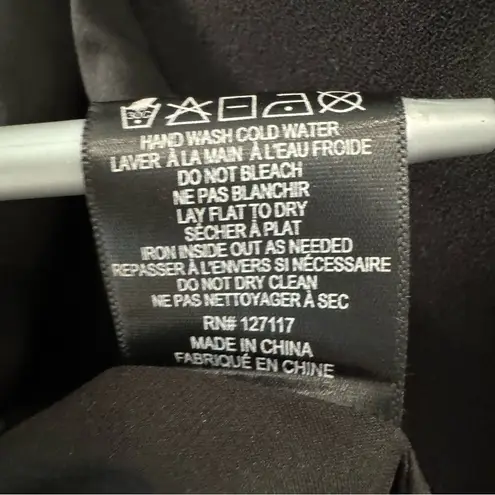 30C
HAND WASH COLD WATER
LAVER À LA MAIN À L'EAU FROIDE
DO NOT BLEACH
NE PAS BLANCHIR
LAY FLAT TO DRY
SÉCHER À PLAT
IRON INSIDE OUT AS NEEDED
REPASSER À L'ENVERS SI NÉCESSAIRE
DO NOT DRY CLEAN
NE PAS NETTOYAGER À SEC
RN# 127117
MADE IN CHINA
FABRIQUÉ EN CHINE